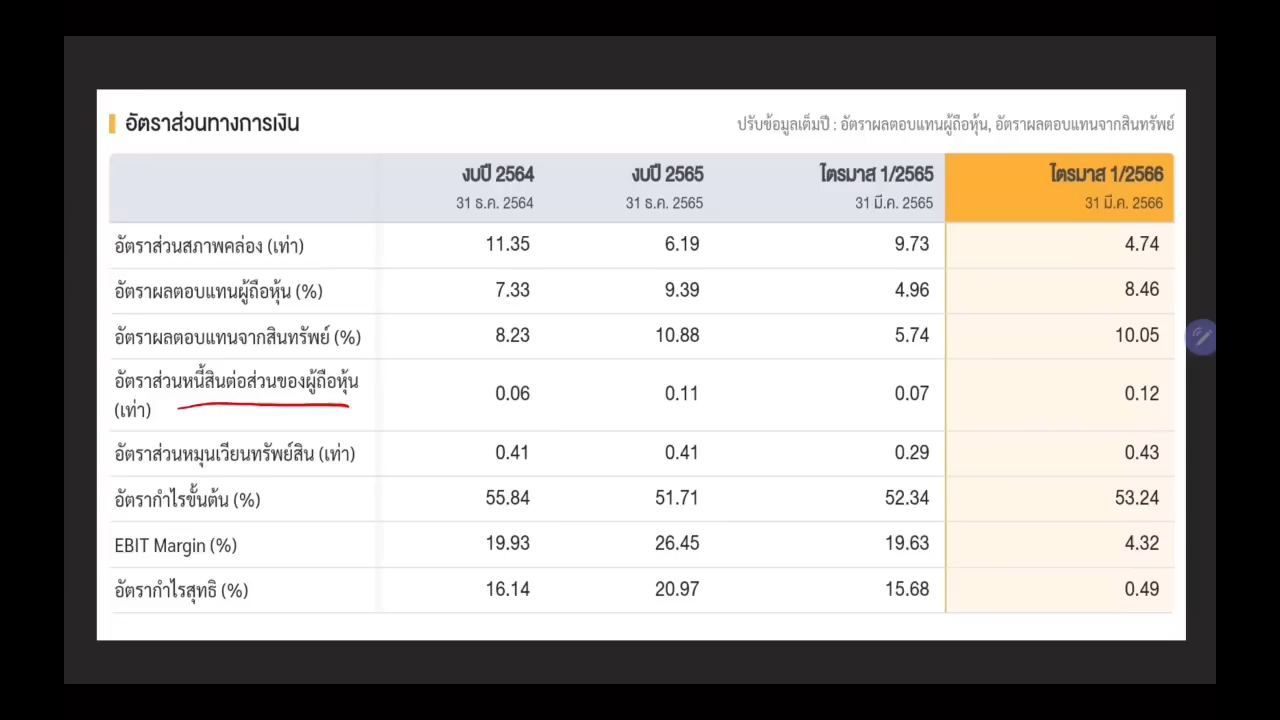 อัตราส่วนทางการเงิน
ปรับข้อมูลเต็มปี : อัตราผลตอบแทนผู้ถือหุ้น, อัตราผลตอบแทนจากสินทรัพย์
งบปี 2564 งบปี 2565 ไตรมาส 1/2565 ไตรมาส 1/2566
31 ธ.ค. 2564 31 ธ.ค. 2565 31 มี.ค. 2565 31 มี.ค. 2566
อัตราส่วนสภาพคล่อง (เท่า) 11.35 6.19 9.73 4.74
อัตราผลตอบแทนผู้ถือหุ้น (%) 7.33 9.39 4.96 8.46
อัตราผลตอบแทนจากสินทรัพย์ (%) 8.23 10.88 5.74 10.05
อัตราส่วนหนี้สินต่อส่วนของผู้ถือหุ้น
(เท่า) 0.06 0.11 0.07 0.12
อัตราส่วนหมุนเวียนทรัพย์สิน (เท่า) 0.41 0.41 0.29 0.43
อัตรากำไรขั้นต้น (%) 55.84 51.71 52.34 53.24
EBIT Margin (%) 19.93 26.45 19.63 4.32
อัตรากำไรสุทธิ (%) 16.14 20.97 15.68 0.49